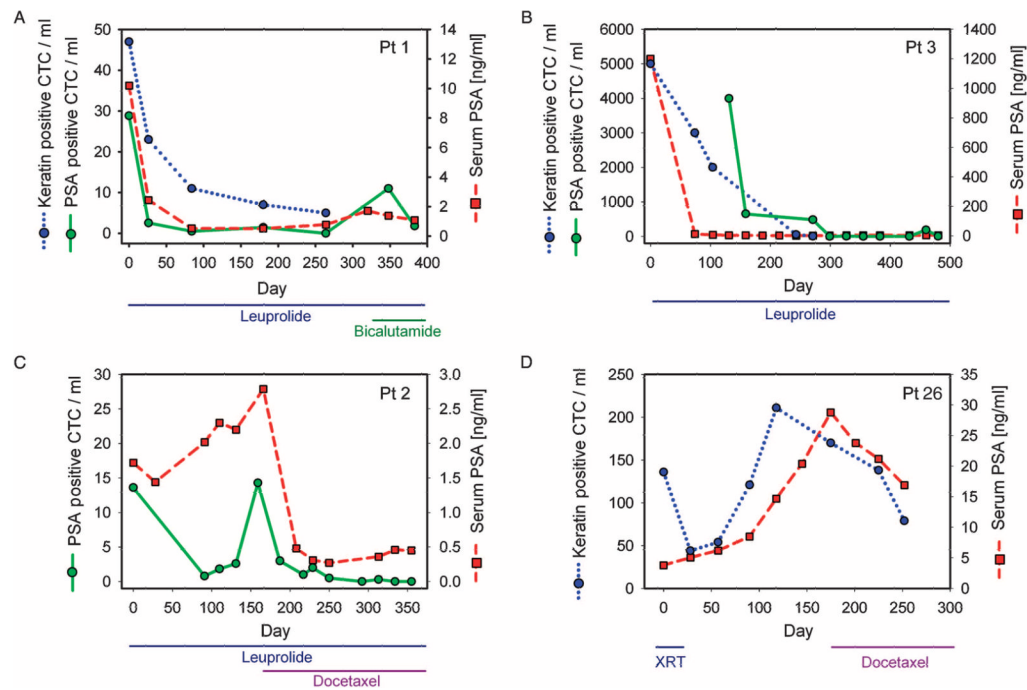 A
Pt 1
Keratin positive CTC / ml
PSA positive CTC / ml
50
40
30
20
10
0
14
12
10
8
6
4
2
0
Serum PSA [ng/ml]
0 50 100 150 200 250 300 350 400
Day
Leuprolide
Bicalutamide
B
Pt 3
Keratin positive CTC / ml
PSA positive CTC / ml
6000
5000
4000
3000
2000
1000
0
1400
1200
1000
800
600
400
200
0
Serum PSA [ng/ml]
0 100 200 300 400 500
Day
Leuprolide
C
Pt 2
PSA positive CTC / ml
30
25
20
15
10
5
0
3.0
2.5
2.0
1.5
1.0
0.5
0.0
Serum PSA [ng/ml]
0 50 100 150 200 250 300 350
Day
Leuprolide
Docetaxel
D
Pt 26
Keratin positive CTC / ml
250
200
150
100
50
0
35
30
25
20
15
10
5
0
Serum PSA [ng/ml]
0 50 100 150 200 250 300
Day
XRT
Docetaxel